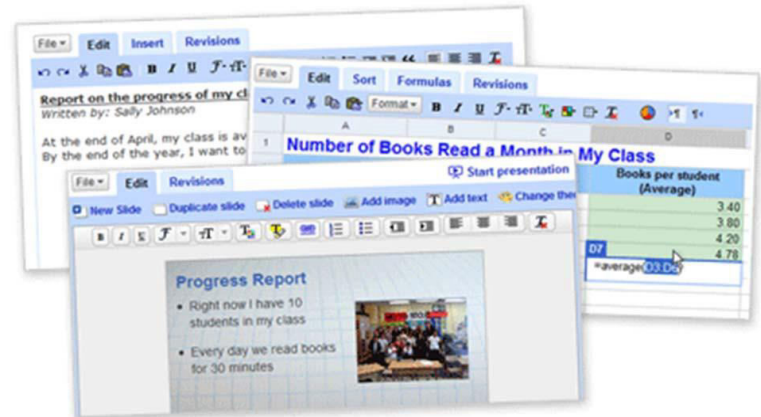 File Edit Insert Revisions
B I U
Report on the progress of my cl
Written by: Sally Johnson
At the end of April, my class is av
By the end of the year, I want to
File Edit Sort Formulas Revisions
Format B I U
A B C D
1 Number of Books Read a Month in My Class
Books per student
(Average)
3.40
3.80
4.20
4.78
D7
=average(D3:D6)
Start presentation
File Edit Revisions
New Slide Duplicate slide Delete slide Add image Add text Change the
B I U
Progress Report
• Right now I have 10
students in my class
• Every day we read books
for 30 minutes